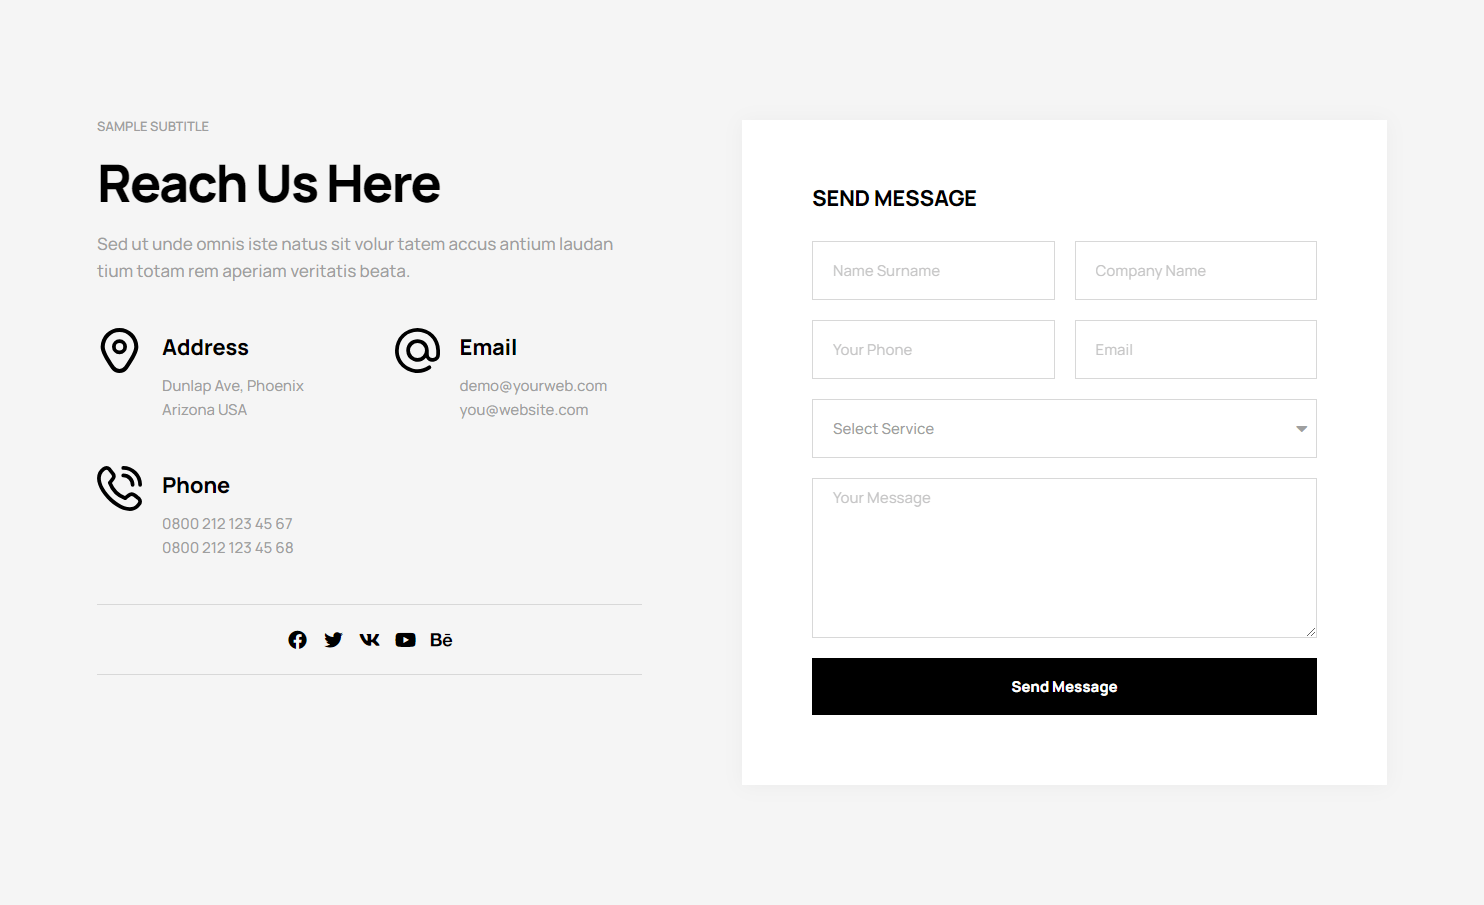 SAMPLE SUBTITLE
Reach Us Here
Sed ut unde omnis iste natus sit volur tatem accus antium laudan
tium totam rem aperiam veritatis beata.
Address
Dunlap Ave, Phoenix
Arizona USA
Email
demo@yourweb.com
you@website.com
Phone
0800 212 123 45 67
0800 212 123 45 68
Bē
SEND MESSAGE
Name Surname
Company Name
Your Phone
Email
Select Service
Your Message
Send Message